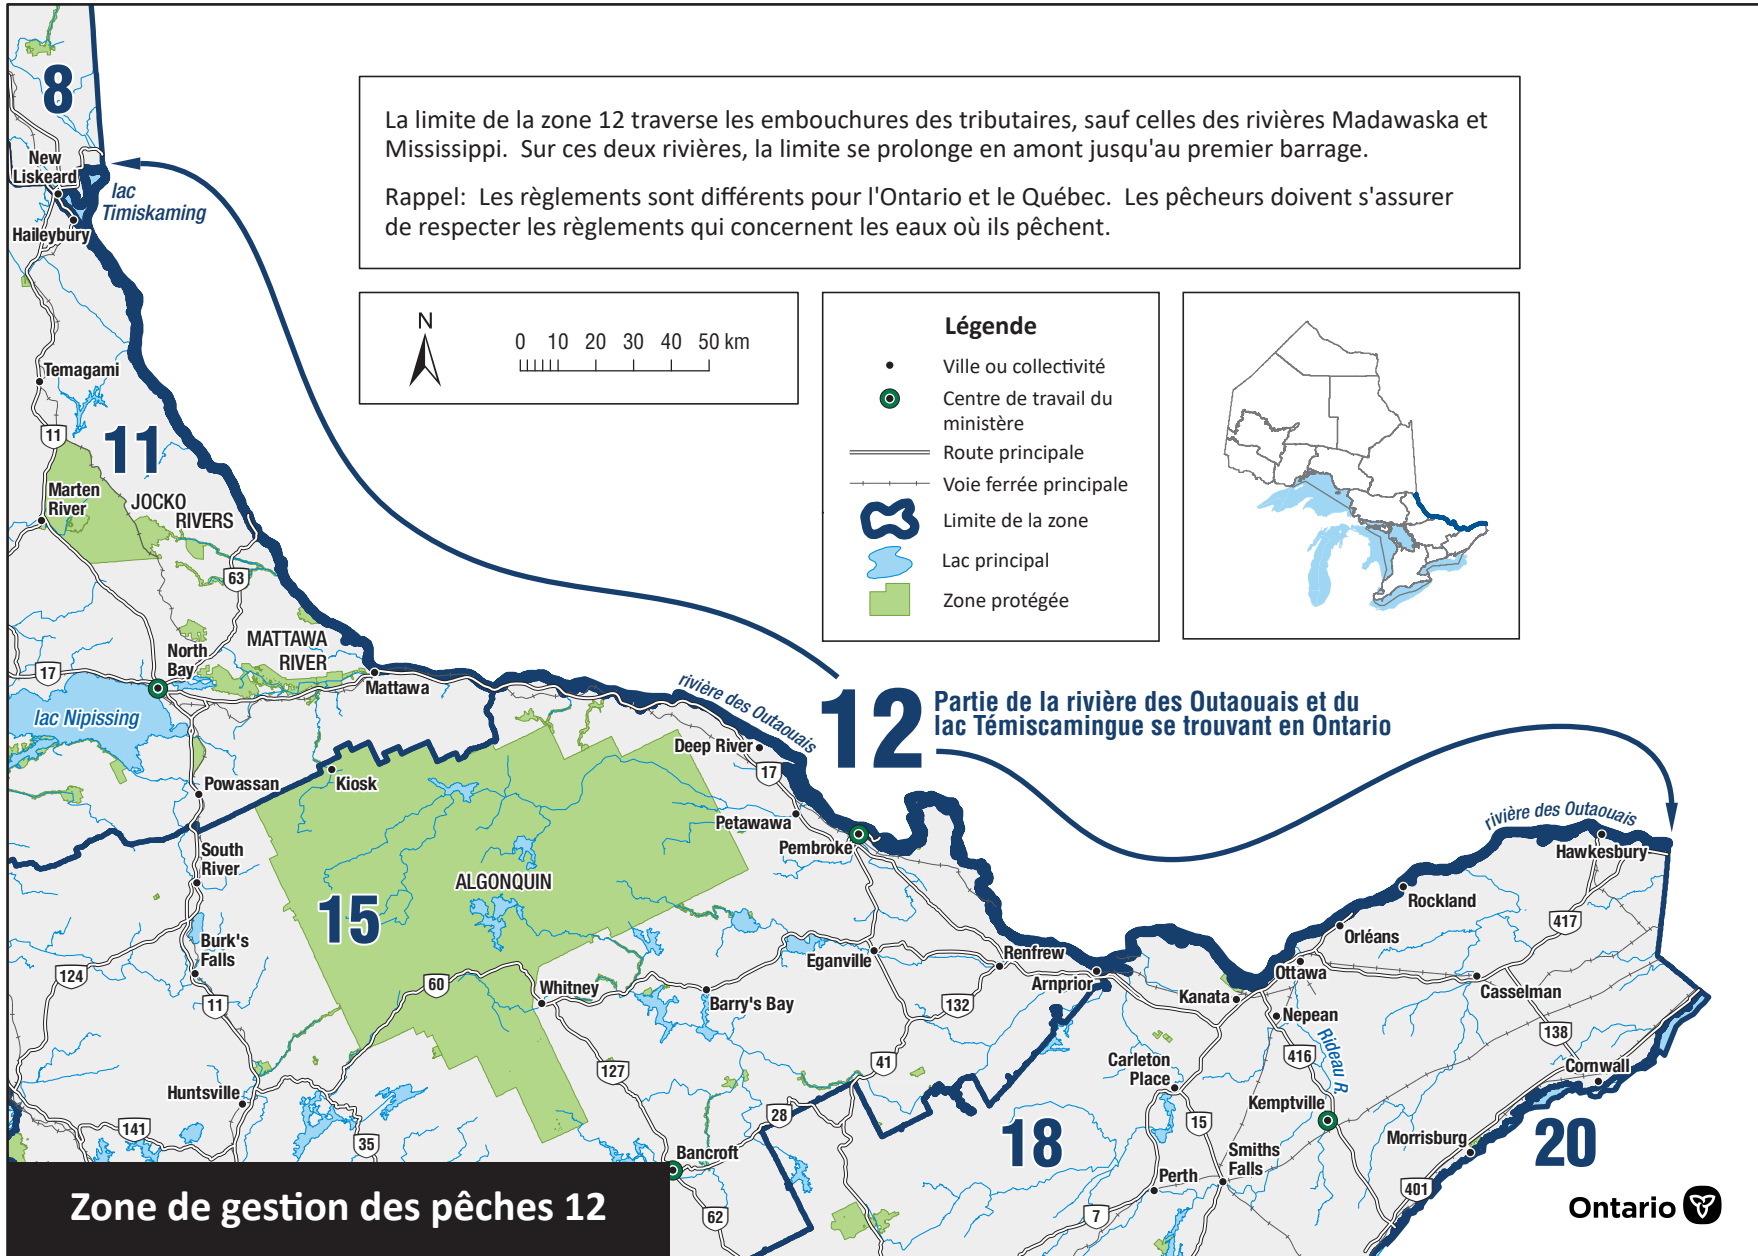 La limite de la zone 12 traverse les embouchures des tributaires, sauf celles des rivières Madawaska et
Mississippi.  Sur ces deux rivières, la limite se prolonge en amont jusqu'au premier barrage.
Rappel:  Les règlements sont différents pour l'Ontario et le Québec.  Les pêcheurs doivent s'assurer
de respecter les règlements qui concernent les eaux où ils pêchent.
N
0 10 20 30 40 50 km
Légende
Ville ou collectivité
Centre de travail du
ministère
Route principale
Voie ferrée principale
Limite de la zone
Lac principal
Zone protégée
8
New
Liskeard
lac
Timiskaming
Haileybury
Temagami
11
11
Marten
River
JOCKO
RIVERS
63
MATTAWA
RIVER
North
Bay
17
Mattawa
lac Nipissing
rivière des Outaouais
12
Partie de la rivière des Outaouais et du
lac Témiscamingue se trouvant en Ontario
Deep River
17
Kiosk
Powassan
Petawawa
Pembroke
rivière des Outaouais
Hawkesbury
South
River
ALGONQUIN
15
Rockland
417
Orléans
Burk's
Falls
Eganville
Renfrew
Arnprior
Ottawa
Kanata
Casselman
124
60
Whitney
Barry's Bay
132
11
Nepean
138
Rideau R.
416
41
127
Carleton
Place
Cornwall
Huntsville
28
Kemptville
141
35
15
18
Morrisburg
20
Bancroft
Smiths
Falls
Perth
401
62
7
Zone de gestion des pêches 12
Ontario